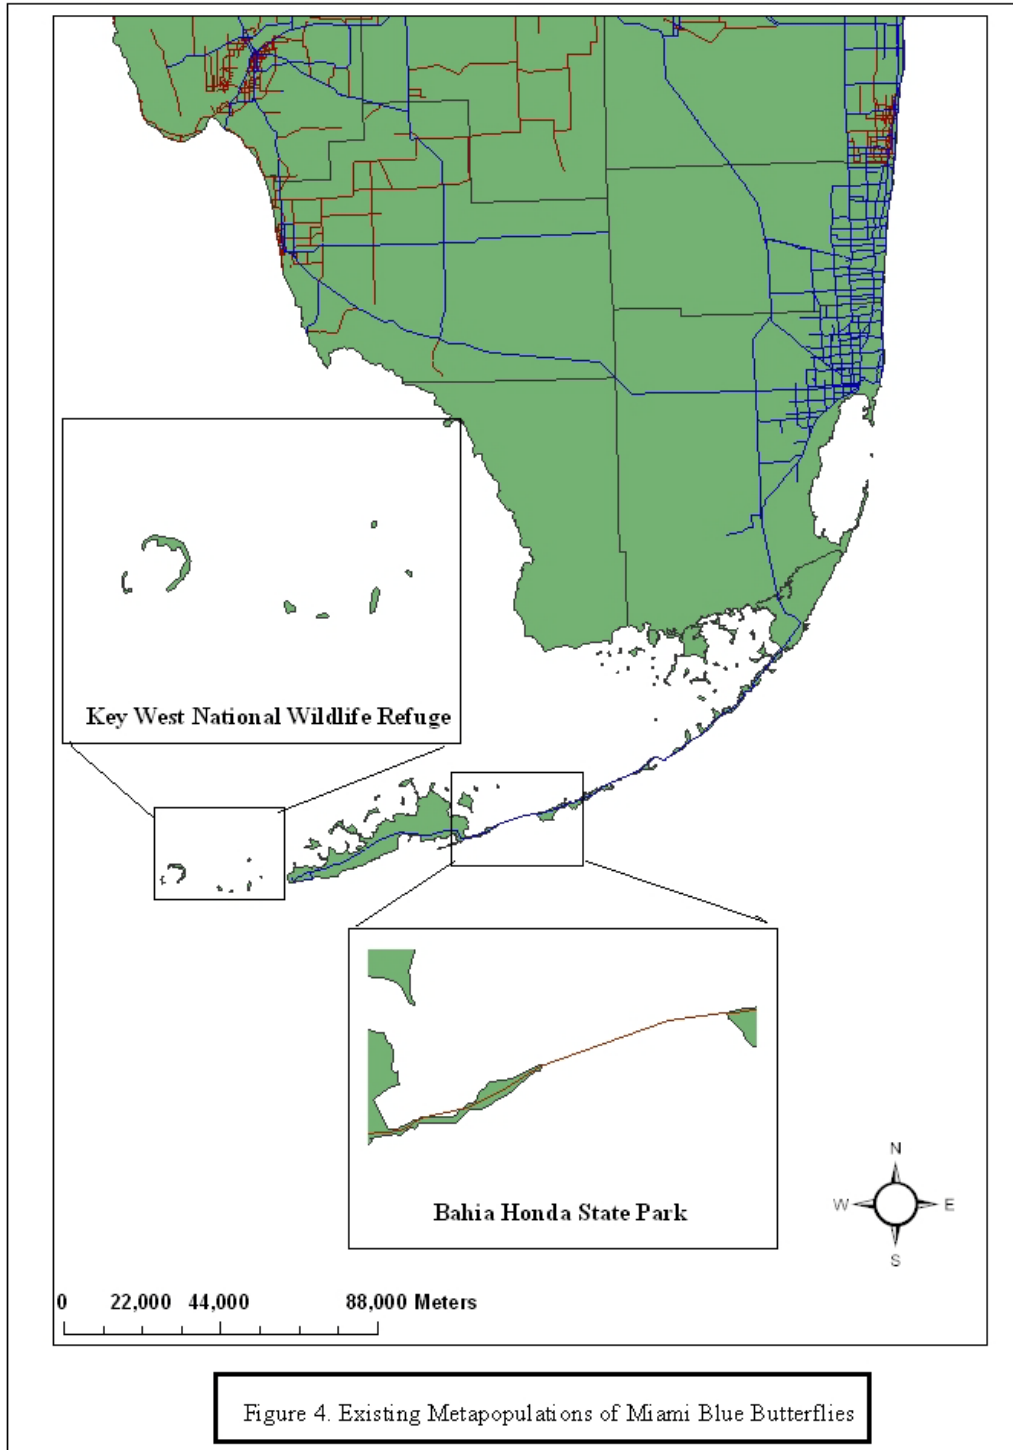 Key West National Wildlife Refuge
Bahia Honda State Park
N
W E
S
0 22,000 44,000 88,000 Meters
Figure 4. Existing Metapopulations of Miami Blue Butterflies